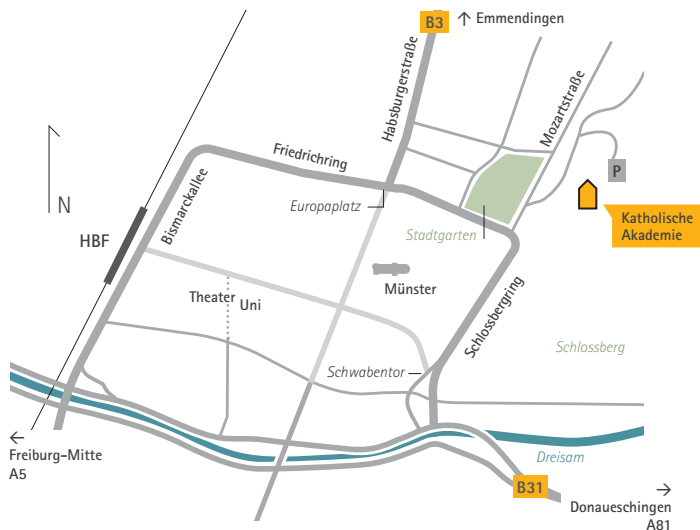 B3
↑ Emmendingen
Habsburgerstraße
Mozartstraße
Friedrichring
P
N
Europaplatz
Bismarckallee
Katholische
Akademie
Stadtgarten
HBF
Münster
Theater
Uni
Schlossbergring
Schlossberg
Schwabentor
←
Freiburg-Mitte
A5
Dreisam
B31
→
Donaueschingen
A81